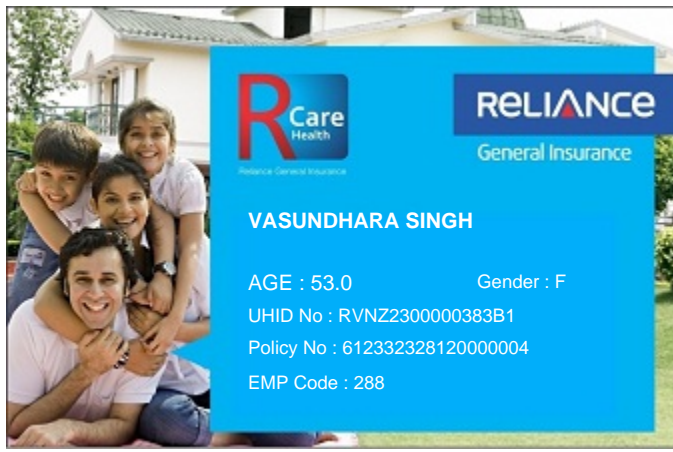 R Care
Health
Reliance General Insurance
RELIANCE
General Insurance
VASUNDHARA SINGH
AGE : 53.0 Gender : F
UHID No : RVNZ2300000383B1
Policy No : 612332328120000004
EMP Code : 288